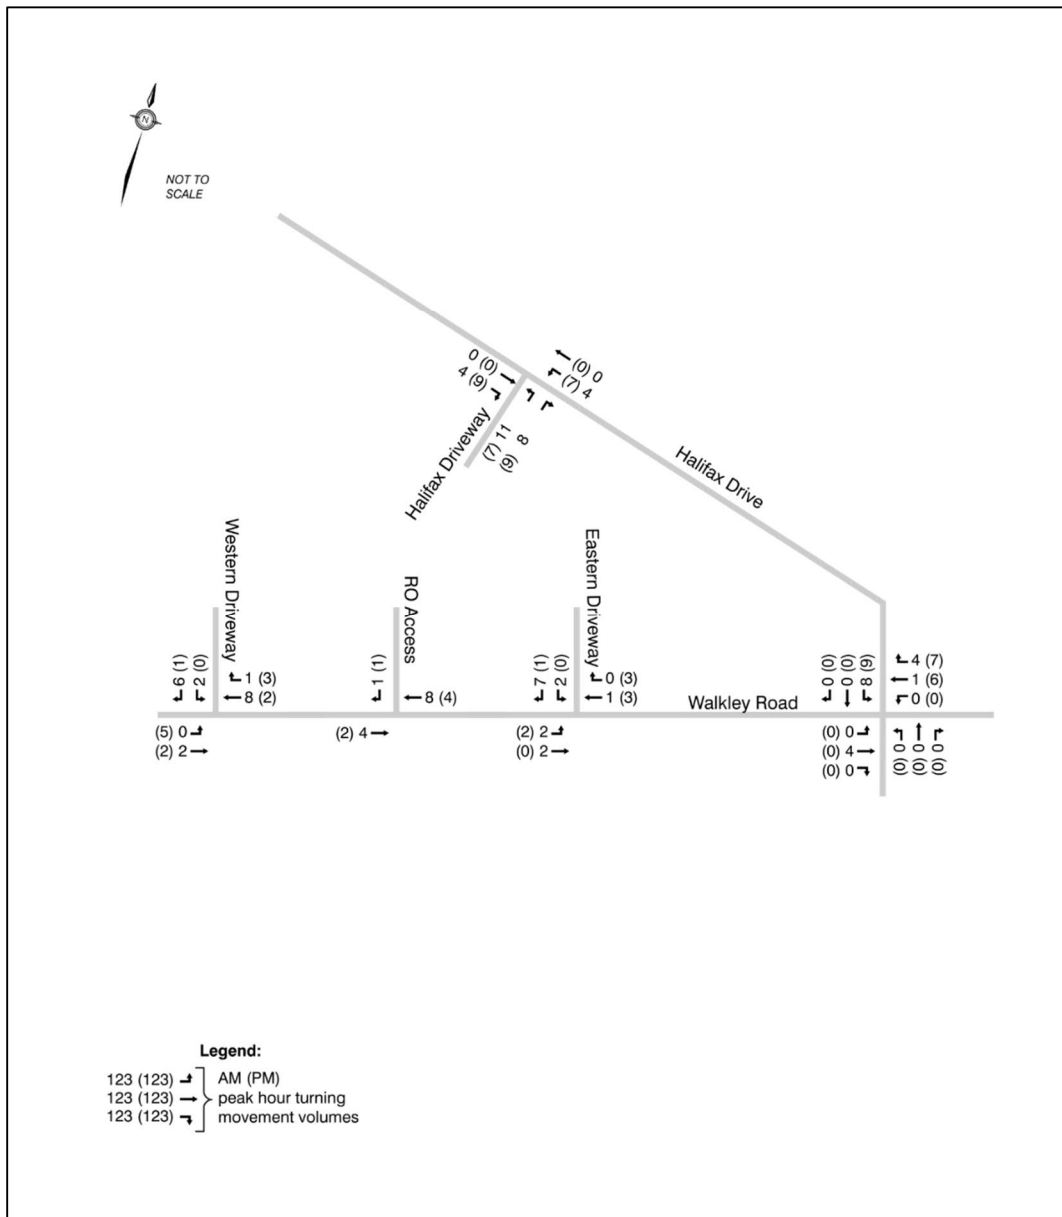 N
NOT TO
SCALE
0 (0)
4 (9)
(0) 0
(7) 4
(7) 11
(9) 8
Halifax Driveway
Halifax Drive
Western Driveway
6 (1)
2 (0)
1 (3)
8 (2)
(5) 0
(2) 2
RO Access
1 (1)
8 (4)
(2) 4
Eastern Driveway
7 (1)
2 (0)
0 (3)
1 (3)
(2) 2
(0) 2
Walkley Road
0 (0)
0 (0)
8 (9)
4 (7)
1 (6)
0 (0)
(0) 0
(0) 4
(0) 0
(0) 0
(0) 0
(0) 0
Legend:
123 (123) AM (PM)
123 (123) peak hour turning
123 (123) movement volumes